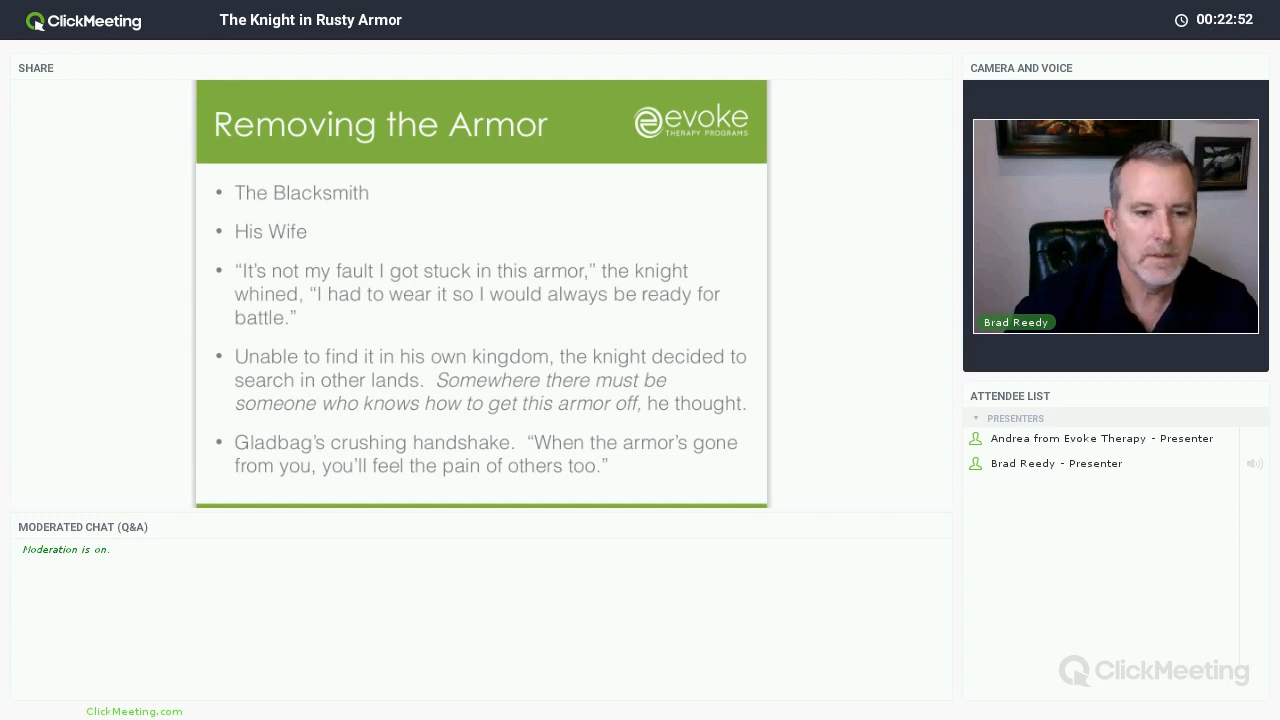 ClickMeeting
The Knight in Rusty Armor
00:22:52
SHARE
Removing the Armor
evoke
THERAPY PROGRAMS
• The Blacksmith
• His Wife
• “It’s not my fault I got stuck in this armor,” the knight
whined, “I had to wear it so I would always be ready for
battle.”
• Unable to find it in his own kingdom, the knight decided to
search in other lands. Somewhere there must be
someone who knows how to get this armor off, he thought.
• Gladbag’s crushing handshake. “When the armor’s gone
from you, you’ll feel the pain of others too.”
MODERATED CHAT (Q&A)
Moderation is on.
CAMERA AND VOICE
Brad Reedy
ATTENDEE LIST
PRESENTERS
Andrea from Evoke Therapy - Presenter
Brad Reedy - Presenter
ClickMeeting
ClickMeeting.com